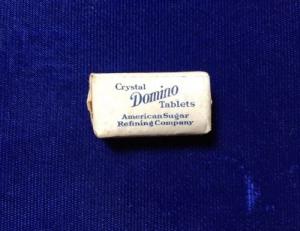 Crystal
Domino
Tablets
American Sugar
Refining Company